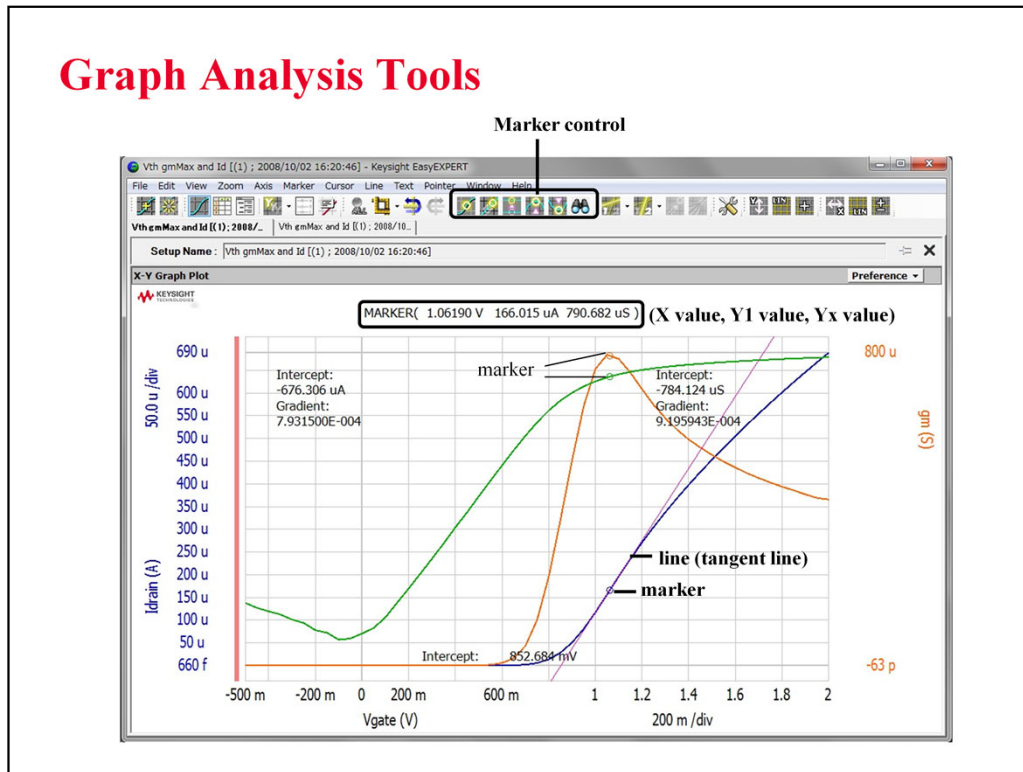 Graph Analysis Tools
Marker control
Vth gmMax and Id [(1) ; 2008/10/02 16:20:46] - Keysight EasyEXPERT
File Edit View Zoom Axis Marker Cursor Line Text Pointer Window Help
Vth gmMax and Id [(1); 2008/... Vth gmMax and Id [(1); 2008/10...
Setup Name : Vth gmMax and Id [(1) ; 2008/10/02 16:20:46]
X-Y Graph Plot Preference
KEYSIGHT
TECHNOLOGIES
MARKER( 1.06190 V 166.015 uA 790.682 uS ) (X value, Y1 value, Yx value)
690 u
600 u
550 u
500 u
450 u
400 u
350 u
300 u
250 u
200 u
150 u
100 u
50 u
660 f
50.0 u /div
Idrain (A)
Intercept:
-676.306 uA
Gradient:
7.931500E-004
marker
Intercept:
-784.124 uS
Gradient:
9.195943E-004
800 u
gm (S)
-63 p
line (tangent line)
marker
Intercept: 852.684 mV
-500 m -200 m 0 200 m 600 m 1 1.2 1.4 1.6 1.8 2
Vgate (V) 200 m /div